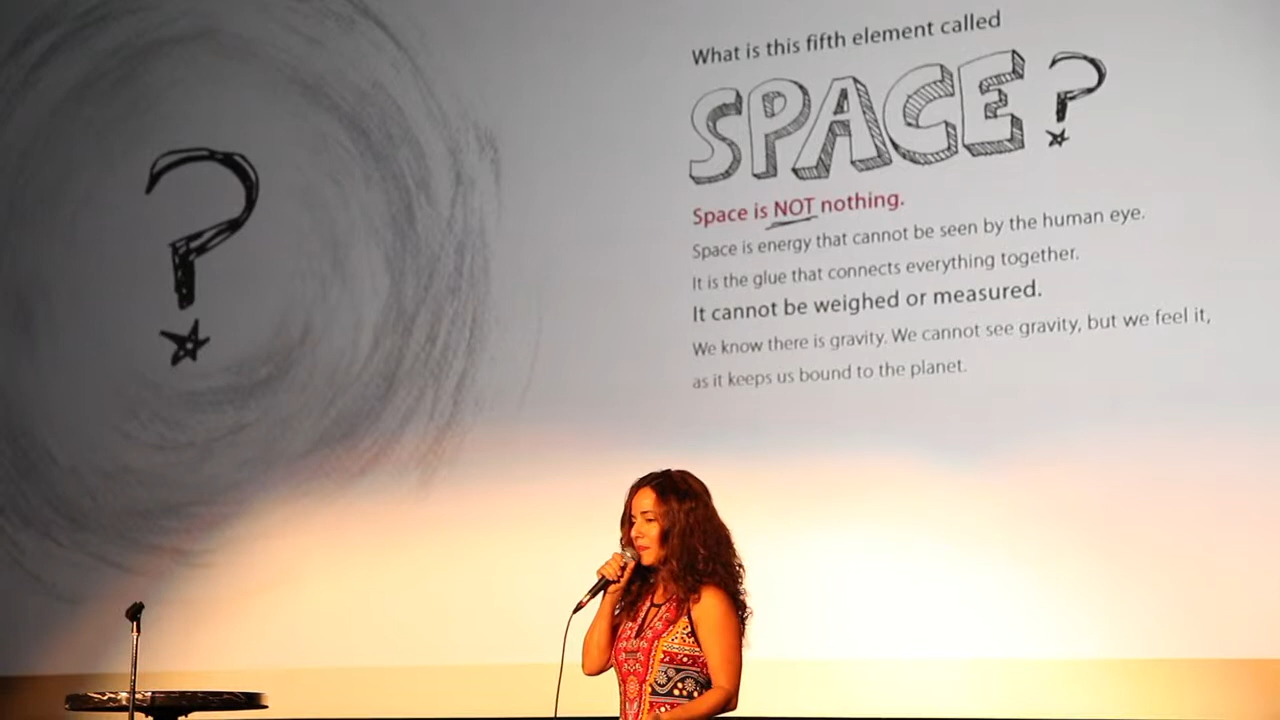 What is this fifth element called
SPACE?
Space is NOT nothing.
Space is energy that cannot be seen by the human eye.
It is the glue that connects everything together.
It cannot be weighed or measured.
We know there is gravity. We cannot see gravity, but we feel it,
as it keeps us bound to the planet.
?